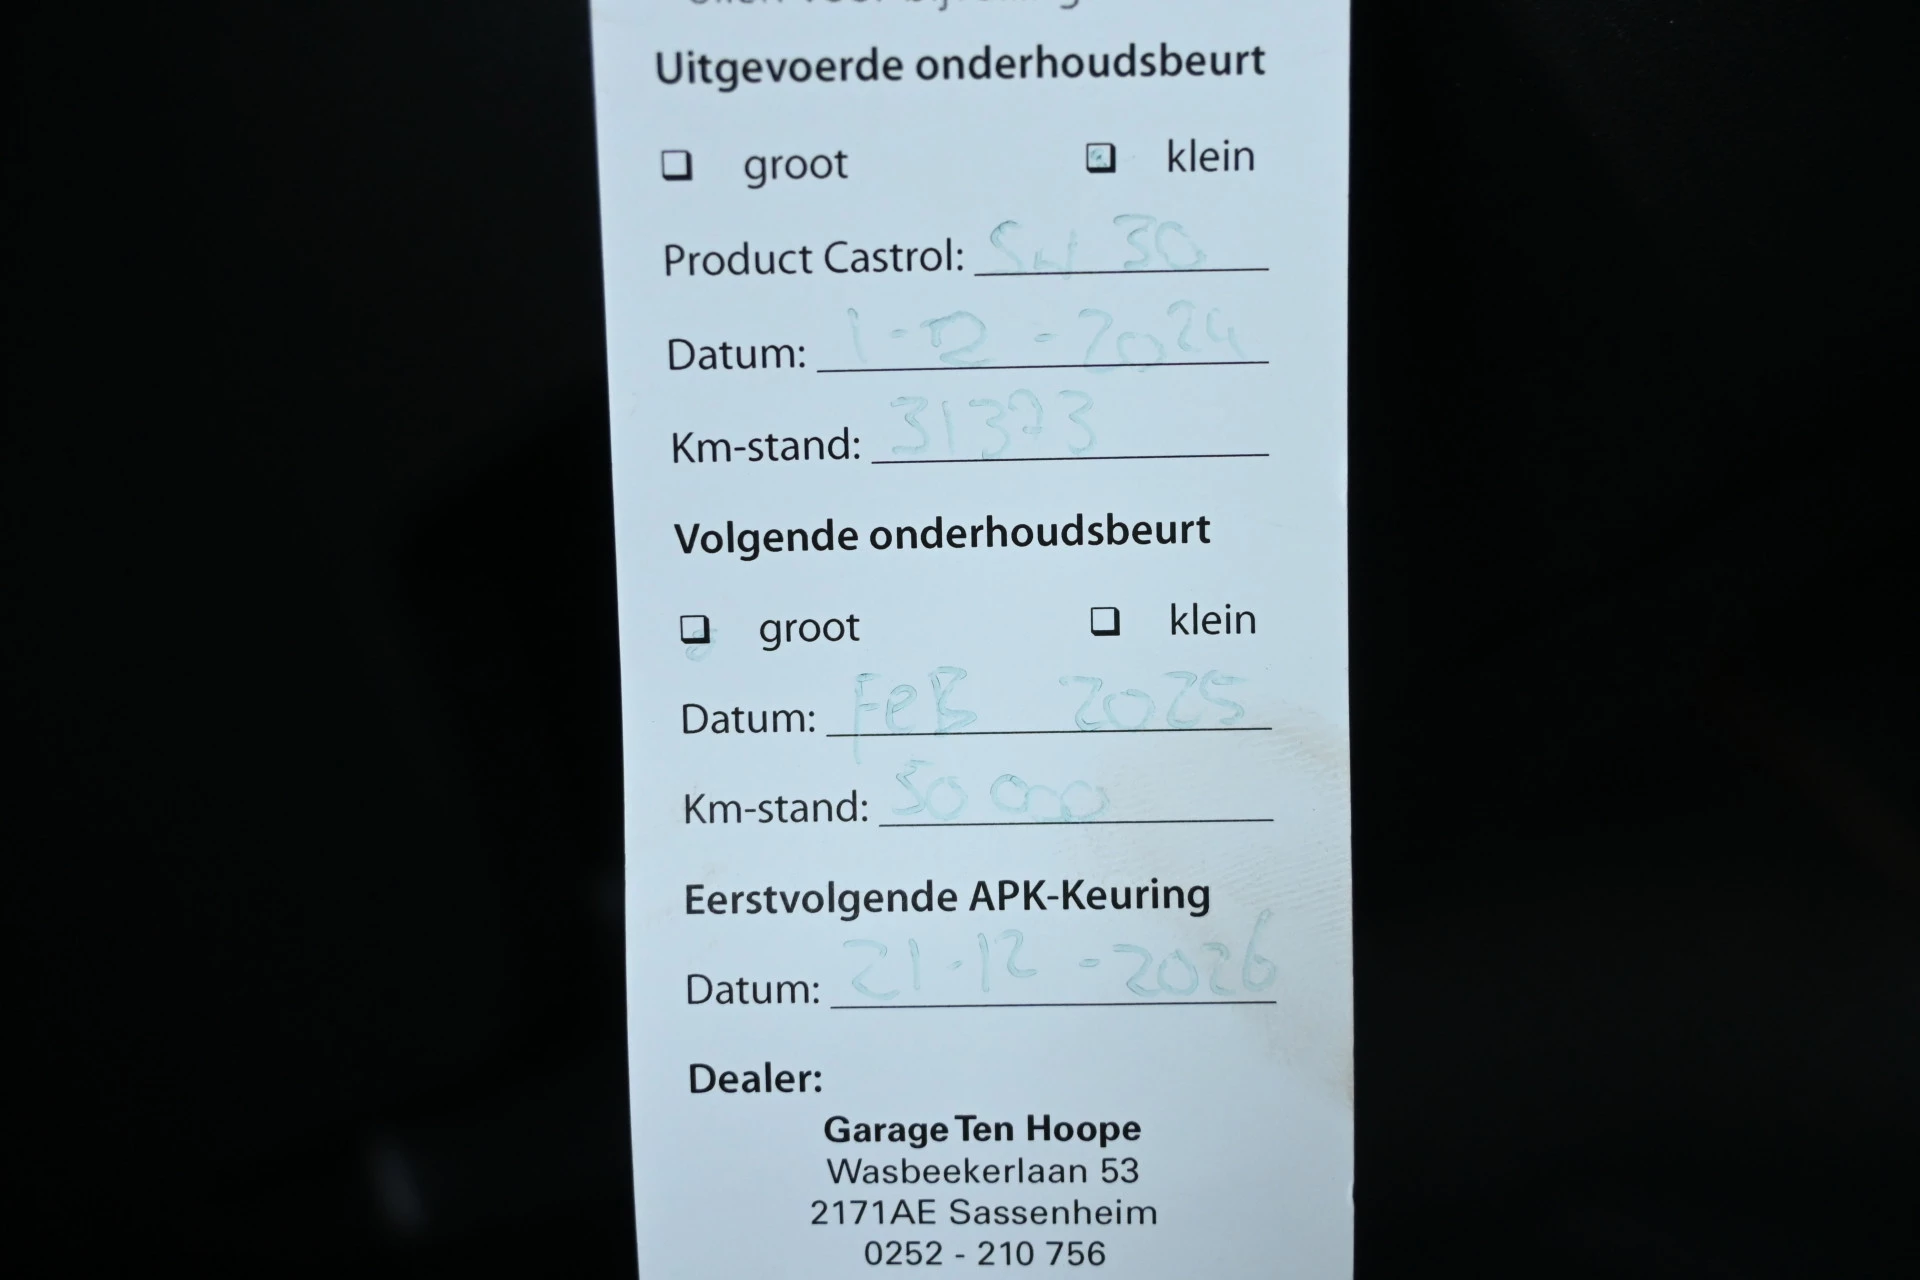 Uitgevoerde onderhoudsbeurt
groot klein
Product Castrol: 5W 30
Datum: 1-12-2024
Km-stand: 31373
Volgende onderhoudsbeurt
groot klein
Datum: FEB 2025
Km-stand: 50 000
Eerstvolgende APK-Keuring
Datum: 21-12-2026
Dealer:
Garage Ten Hoope
Wasbeekerlaan 53
2171AE Sassenheim
0252 - 210 756